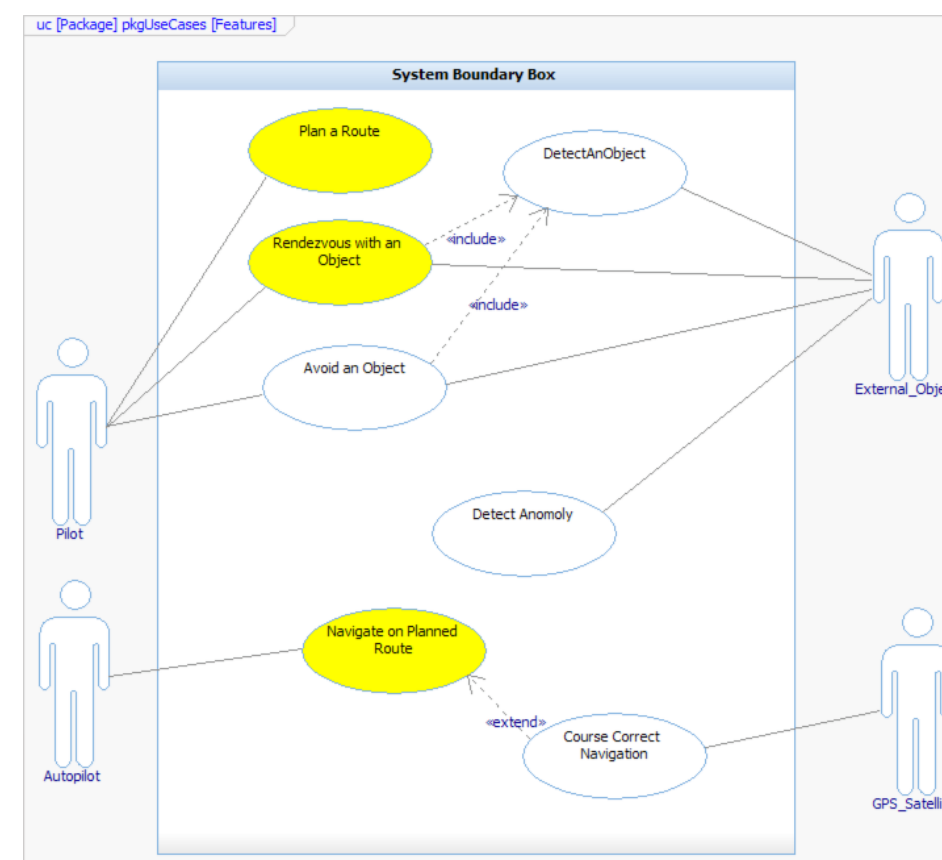 uc [Package] pkgUseCases [Features]
System Boundary Box
Plan a Route
DetectAnObject
Rendezvous with an
Object
«include»
«include»
Avoid an Object
External_Obje
Detect Anomoly
Pilot
Navigate on Planned
Route
«extend»
Course Correct
Navigation
Autopilot
GPS_Satelli